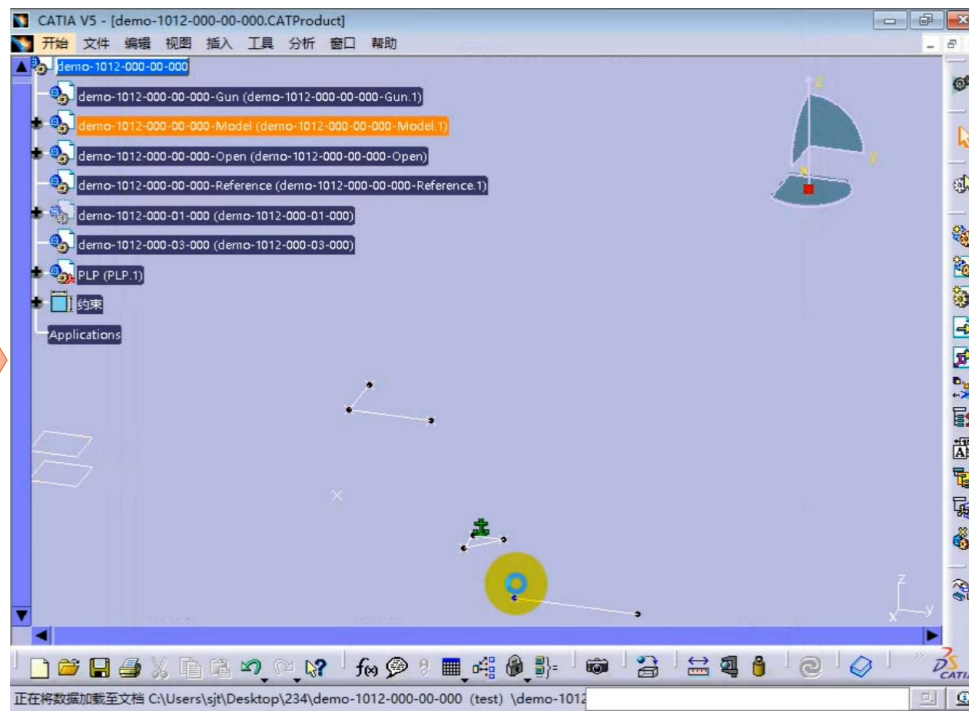 CATIA V5 - [demo-1012-000-00-000.CATProduct]
开始 文件 编辑 视图 插入 工具 分析 窗口 帮助
demo-1012-000-00-000
demo-1012-000-00-000-Gun (demo-1012-000-00-000-Gun.1)
demo-1012-000-00-000-Model (demo-1012-000-00-000-Model.1)
demo-1012-000-00-000-Open (demo-1012-000-00-000-Open)
demo-1012-000-00-000-Reference (demo-1012-000-00-000-Reference.1)
demo-1012-000-01-000 (demo-1012-000-01-000)
demo-1012-000-03-000 (demo-1012-000-03-000)
PLP (PLP.1)
约束
Applications
z
y
x
z
x
y
f(x)
DS
CATIA
正在将数据加载至文档 C:\Users\sjt\Desktop\234\demo-1012-000-00-000 (test) \demo-1012